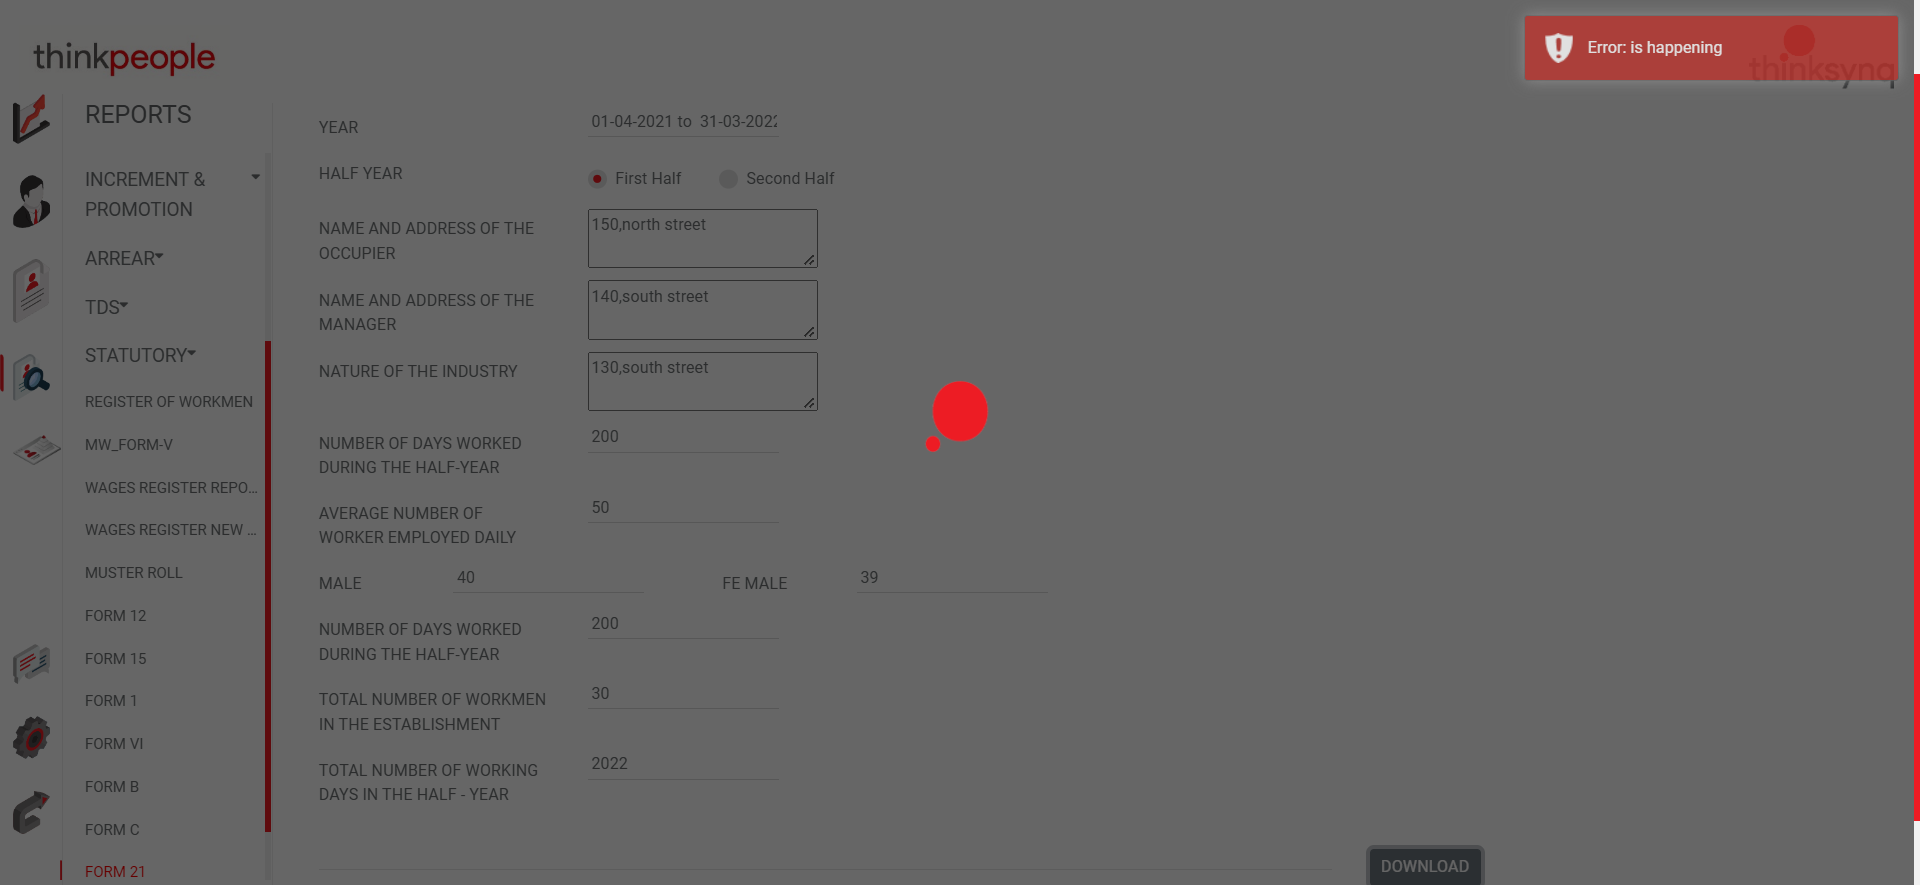 thinkpeople
Error: is happening
thinksynq
REPORTS
INCREMENT &
PROMOTION
ARREAR
TDS
STATUTORY
REGISTER OF WORKMEN
MW_FORM-V
WAGES REGISTER REPO...
WAGES REGISTER NEW ...
MUSTER ROLL
FORM 12
FORM 15
FORM 1
FORM VI
FORM B
FORM C
FORM 21
YEAR 01-04-2021 to 31-03-2022
HALF YEAR First Half Second Half
NAME AND ADDRESS OF THE
OCCUPIER
150,north street
NAME AND ADDRESS OF THE
MANAGER
140,south street
NATURE OF THE INDUSTRY 130,south street
NUMBER OF DAYS WORKED
DURING THE HALF-YEAR
200
AVERAGE NUMBER OF
WORKER EMPLOYED DAILY
50
MALE 40 FE MALE 39
NUMBER OF DAYS WORKED
DURING THE HALF-YEAR
200
TOTAL NUMBER OF WORKMEN
IN THE ESTABLISHMENT
30
TOTAL NUMBER OF WORKING
DAYS IN THE HALF - YEAR
2022
DOWNLOAD